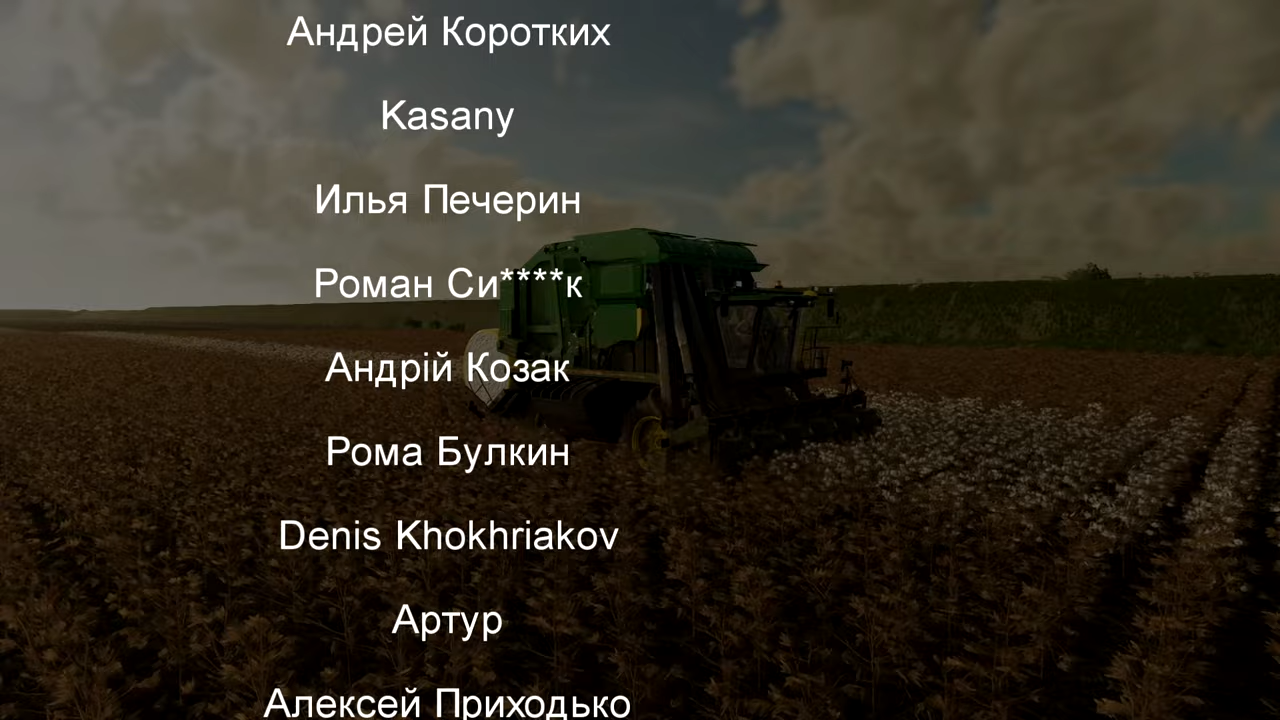 Андрей Коротких
Kasany
Илья Печерин
Роман Си****к
Андрій Козак
Рома Булкин
Denis Khokhriakov
Артур
Алексей Приходько